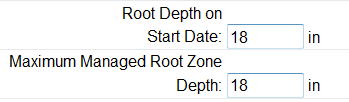 Root Depth on
Start Date: 18 in
Maximum Managed Root Zone
Depth: 18 in